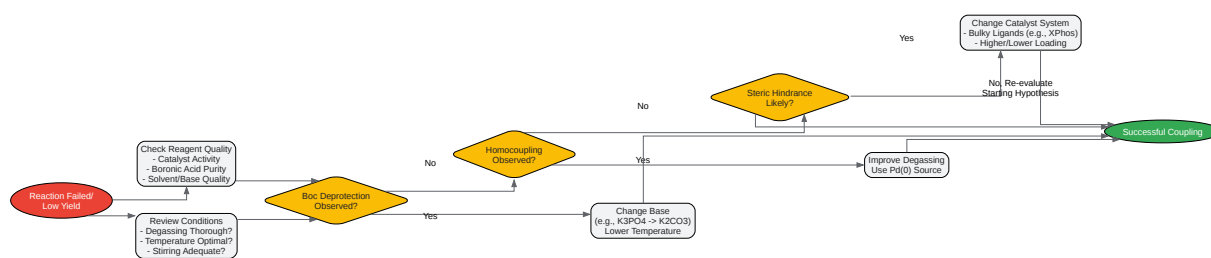 Reaction Failed/
Low Yield
Check Reagent Quality
- Catalyst Activity
- Boronic Acid Purity
- Solvent/Base Quality
Review Conditions
- Degassing Thorough?
- Temperature Optimal?
- Stirring Adequate?
Boc Deprotection
Observed?
No
Yes
Homocoupling
Observed?
Change Base
(e.g., K3PO4 -> K2CO3)
Lower Temperature
No
Yes
Steric Hindrance
Likely?
Improve Degassing
Use Pd(0) Source
Yes
Change Catalyst System
- Bulky Ligands (e.g., XPhos)
- Higher/Lower Loading
No, Re-evaluate
Starting Hypothesis
Successful Coupling